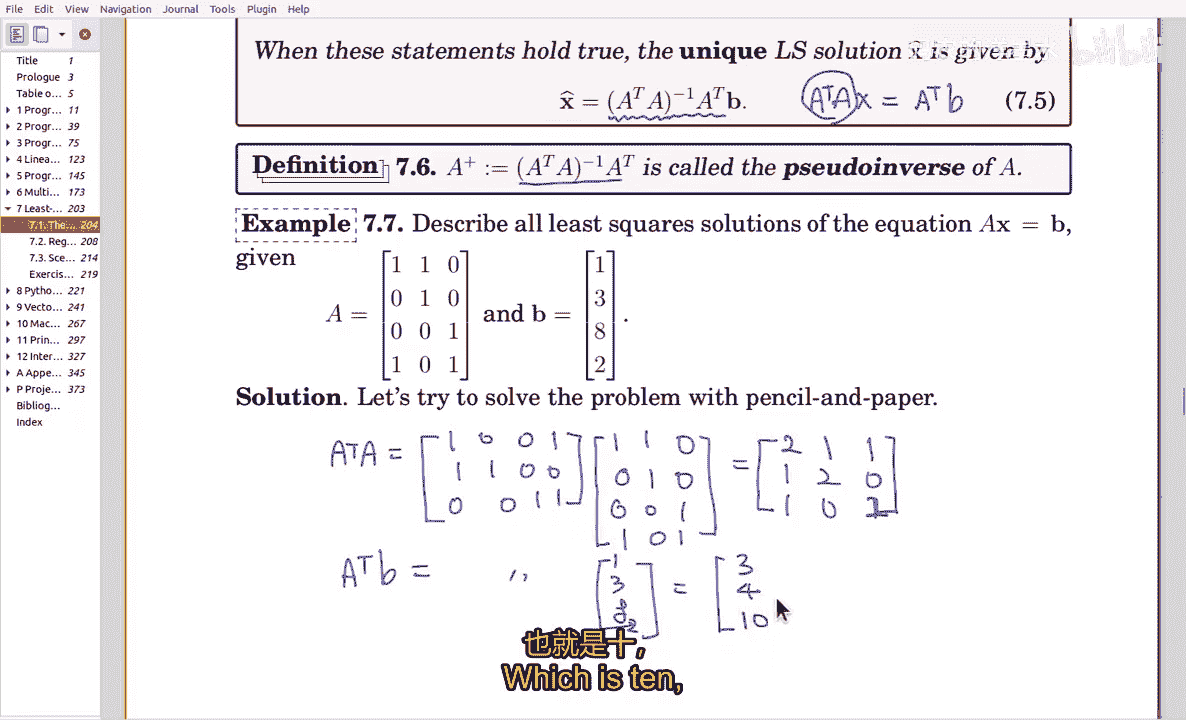 File Edit View Navigation Journal Tools Plugin Help
Title 1
Prologue 3
Table o... 5
1 Progr... 11
2 Progr... 39
3 Progr... 75
4 Linea... 123
5 Progr... 145
6 Multi... 173
7 Least-... 203
7.1. The... 204
7.2. Reg... 208
7.3. Sce... 214
Exercis... 219
8 Pytho... 221
9 Vecto... 241
10 Mac... 267
11 Prin... 297
12 Inter... 327
A Appe... 345
P Proje... 373
Bibliog...
Index
When these statements hold true, the unique LS solution x̂ is given by
x̂ = (AᵀA)⁻¹Aᵀb. (AᵀA)x = Aᵀb (7.5)
Definition 7.6. A⁺ := (AᵀA)⁻¹Aᵀ is called the pseudoinverse of A.
Example 7.7. Describe all least squares solutions of the equation Ax = b,
given
A = [1 1 0
0 1 0
0 0 1
1 0 1] and b = [1
3
8
2].
Solution. Let's try to solve the problem with pencil-and-paper.
AᵀA = [1 0 0 1
1 1 0 0
0 0 1 1] [1 1 0
0 1 0
0 0 1
1 0 1] = [2 1 1
1 2 0
1 0 2]
Aᵀb = ,, [1
3
8
2] = [3
4
10
也就是十,
Which is ten,